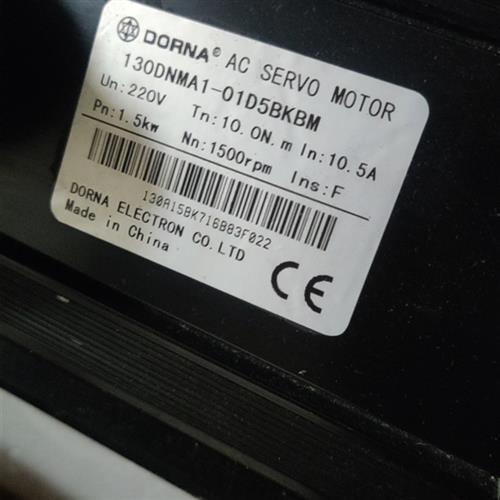 DORNA® AC SERVO MOTOR
130DNMA1-01D5BKBM
Un:220V Tn:10.0N.m In:10.5A
Pn:1.5kw Nn:1500rpm Ins:F
130A15BK716B83F022
DORNA ELECTRON CO.LTD
Made in China
CE